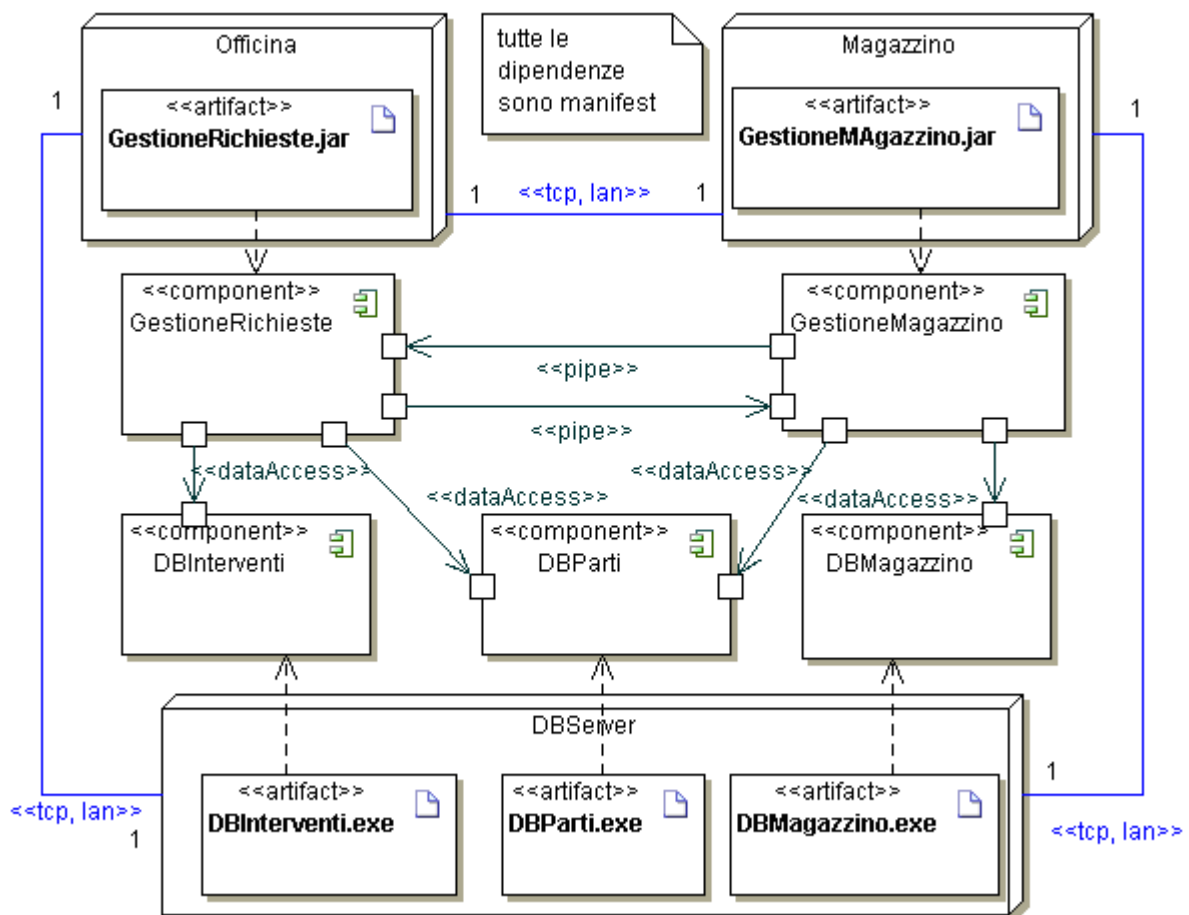 Officina
tutte le
dipendenze
sono manifest
Magazzino
1
<<artifact>>
GestioneRichieste.jar
<<artifact>>
GestioneMAgazzino.jar
1
1
<<tcp, lan>>
1
<<component>>
GestioneRichieste
<<component>>
GestioneMagazzino
<<pipe>>
<<pipe>>
<<dataAccess>>
<<dataAccess>>
<<dataAccess>>
<<dataAccess>>
<<component>>
DBInterventi
<<component>>
DBParti
<<component>>
DBMagazzino
DBServer
<<tcp, lan>>
1
<<artifact>>
DBInterventi.exe
<<artifact>>
DBParti.exe
<<artifact>>
DBMagazzino.exe
1
<<tcp, lan>>